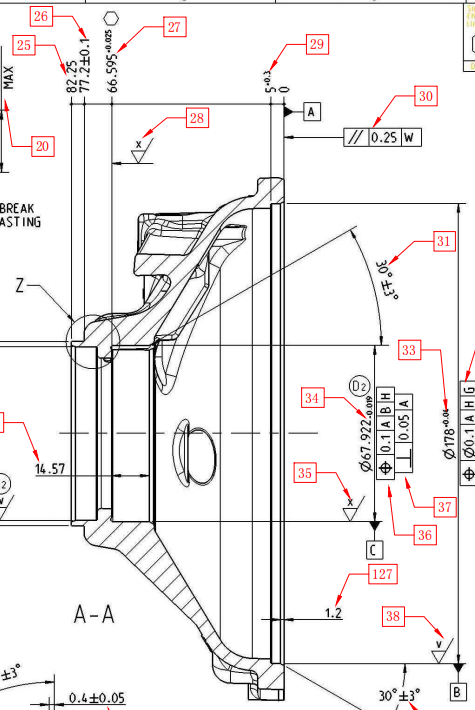 26
25
27
29
82.25
77.2±0.1
66.595-0.025
5+0.3
0
A
30
MAX
28
x
// 0.25 W
20
BREAK
ASTING
Z
31
30°±3°
33
D2
34
Ø67.922-0.019
⌖ 0.1 A B H
⊥ 0.05 A
Ø178-0.04
⌖ Ø0.1 A H G
14.57
35
x
36
37
C
127
1.2
A-A
38
v
B
±3°
0.4±0.05
30°±3°